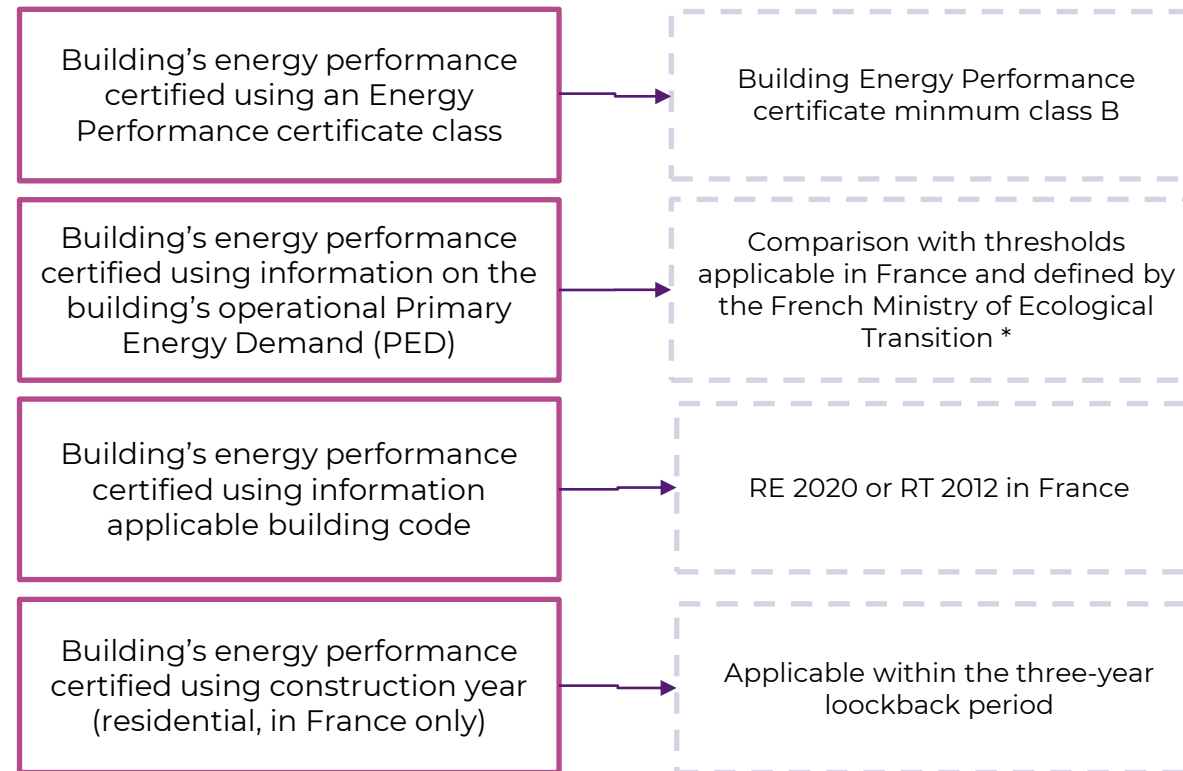 Building’s energy performance
certified using an Energy
Performance certificate class
Building Energy Performance
certificate minmum class B
Building’s energy performance
certified using information on the
building’s operational Primary
Energy Demand (PED)
Comparison with thresholds
applicable in France and defined by
the French Ministry of Ecological
Transition *
Building’s energy performance
certified using information
applicable building code
RE 2020 or RT 2012 in France
Building’s energy performance
certified using construction year
(residential, in France only)
Applicable within the three-year
loockback period